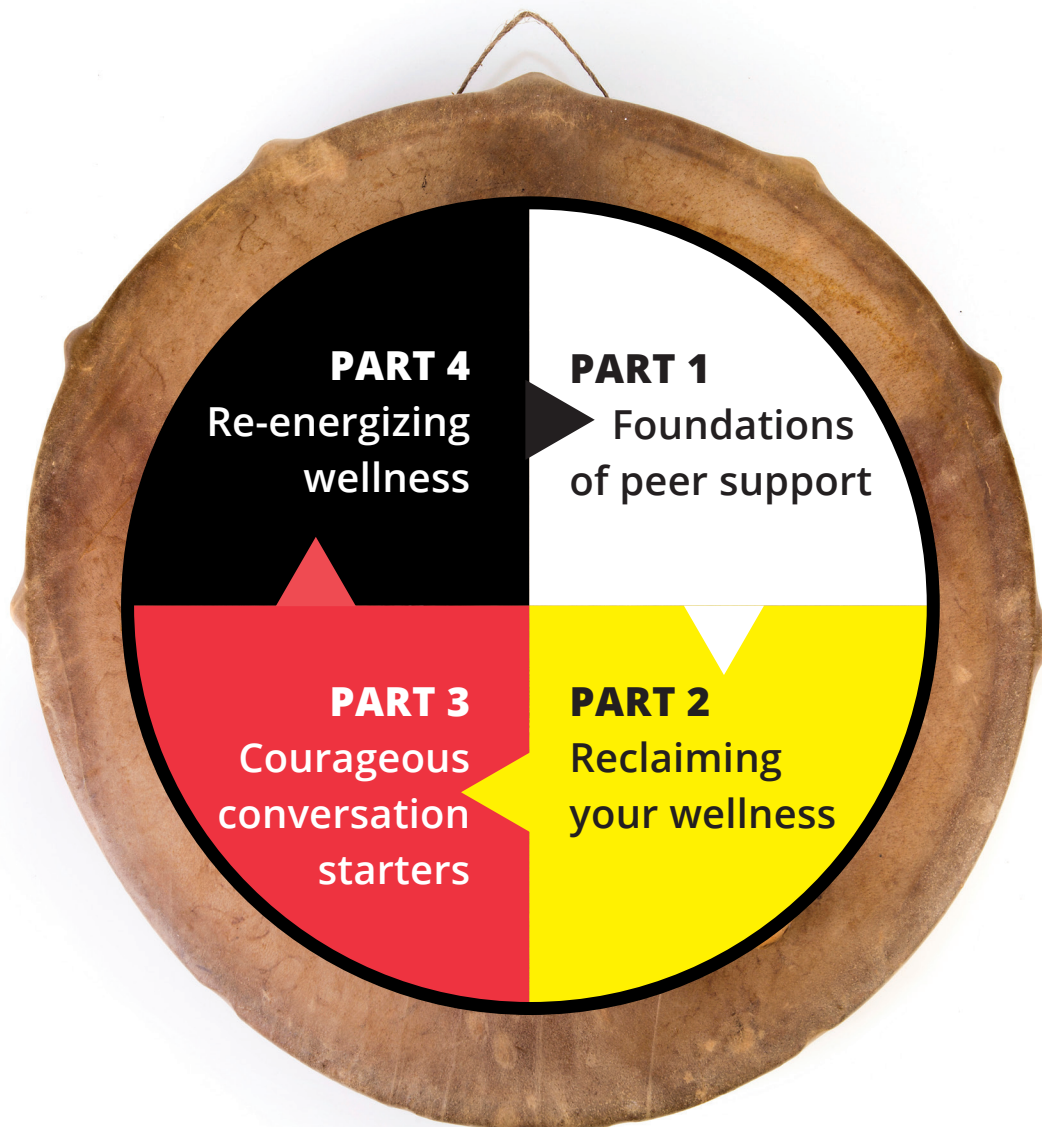 PART 1
Foundations
of peer support
PART 2
Reclaiming
your wellness
PART 3
Courageous
conversation
starters
PART 4
Re-energizing
wellness